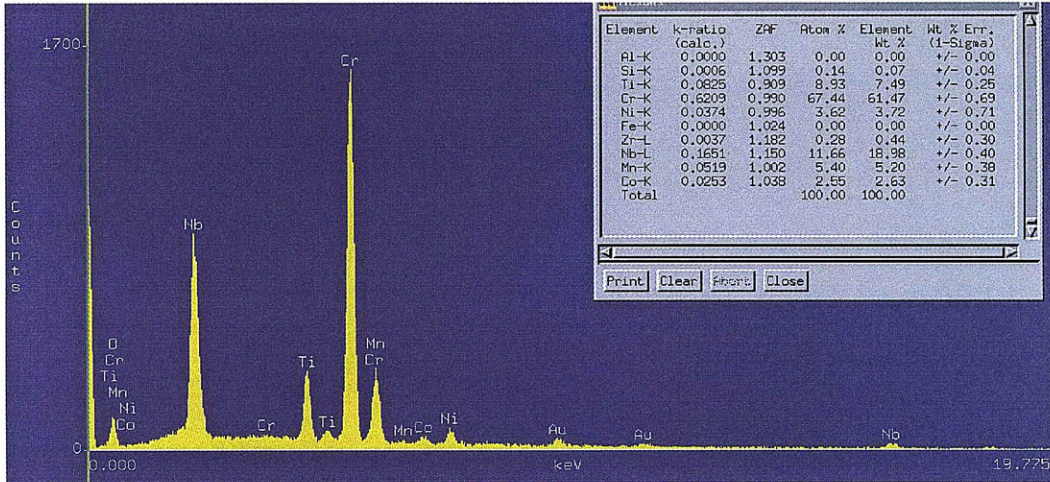 Element k-ratio ZAF Atom % Element Wt % Err.
(calc.) Wt % (1-Sigma)
Al-K 0.0000 1.303 0.00 0.00 +/- 0.00
Si-K 0.0006 1.099 0.14 0.07 +/- 0.04
Ti-K 0.0825 0.909 8.93 7.49 +/- 0.25
Cr-K 0.6209 0.990 67.44 61.47 +/- 0.69
Ni-K 0.0374 0.996 3.62 3.72 +/- 0.71
Fe-K 0.0000 1.024 0.00 0.00 +/- 0.00
Zr-L 0.0037 1.182 0.28 0.44 +/- 0.30
Nb-L 0.1651 1.150 11.66 18.98 +/- 0.40
Mn-K 0.0519 1.002 5.40 5.20 +/- 0.38
Co-K 0.0253 1.038 2.55 2.63 +/- 0.31
Total 100.00 100.00
Print Clear Abort Close
1700
Cr
Counts
Nb
O
Cr
Ti
Mn
Ni
Co
Cr
Ti
Ti
Mn
Cr
Mn
Co
Ni
Au
Au
Nb
0
0.000 keV 19.775